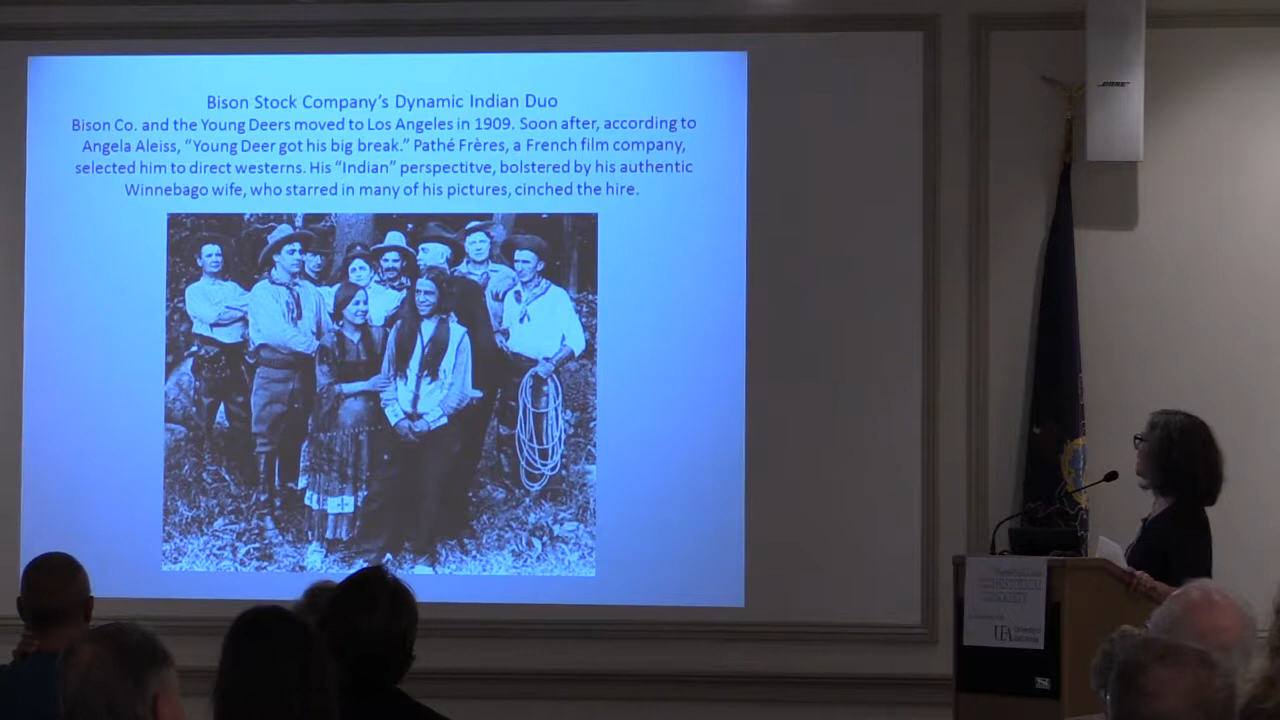 Bison Stock Company's Dynamic Indian Duo
Bison Co. and the Young Deers moved to Los Angeles in 1909. Soon after, according to
Angela Aleiss, "Young Deer got his big break." Pathé Frères, a French film company,
selected him to direct westerns. His "Indian" perspectitve, bolstered by his authentic
Winnebago wife, who starred in many of his pictures, cinched the hire.
BOSE
HISTORICAL
SOCIETY
UEA